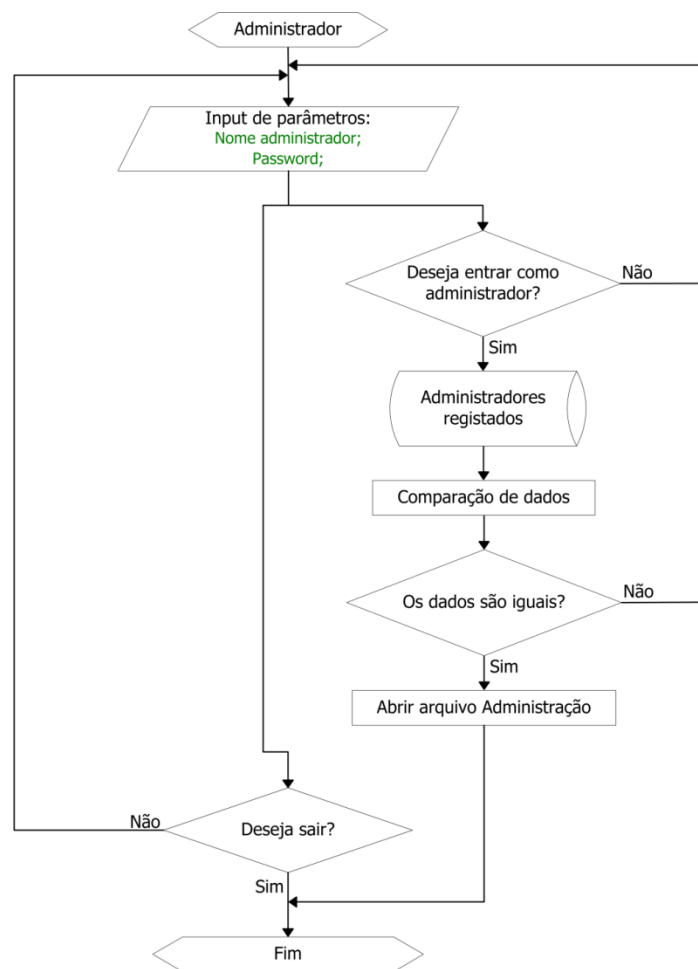 Administrador
Input de parâmetros:
Nome administrador;
Password;
Deseja entrar como
administrador?
Não
Sim
Administradores
registados
Comparação de dados
Os dados são iguais?
Não
Sim
Abrir arquivo Administração
Deseja sair?
Não
Sim
Fim